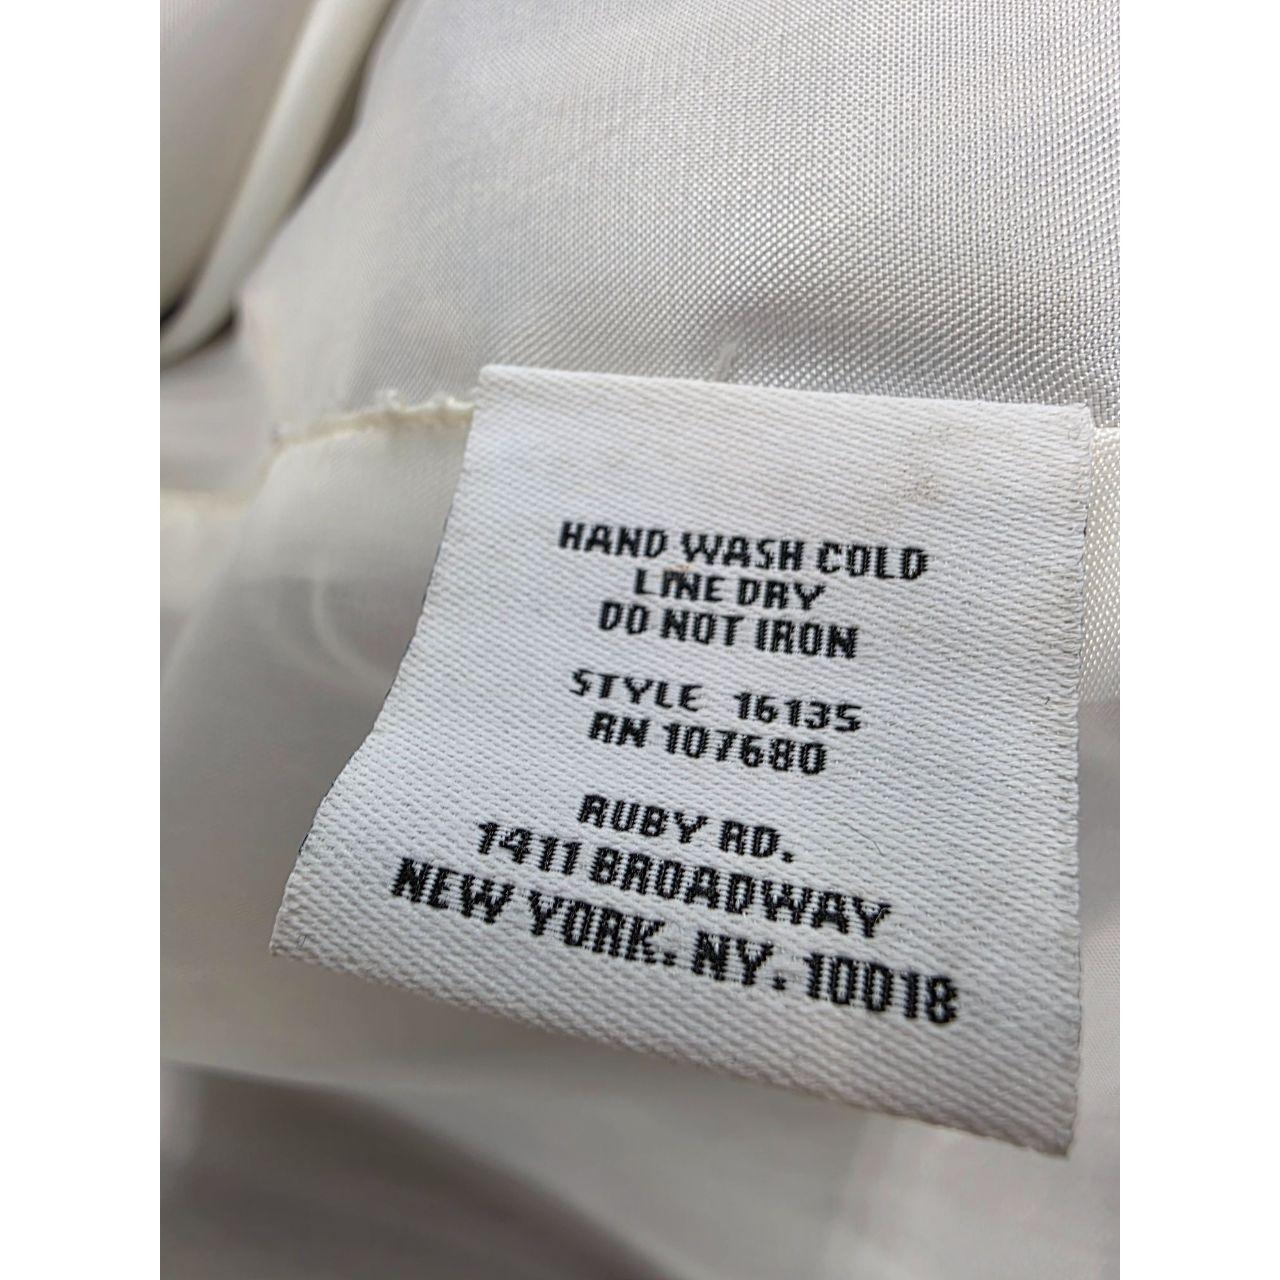 HAND WASH COLD
LINE DRY
DO NOT IRON
STYLE 16135
RN 107680
RUBY RD.
1411 BROADWAY
NEW YORK. NY. 10018